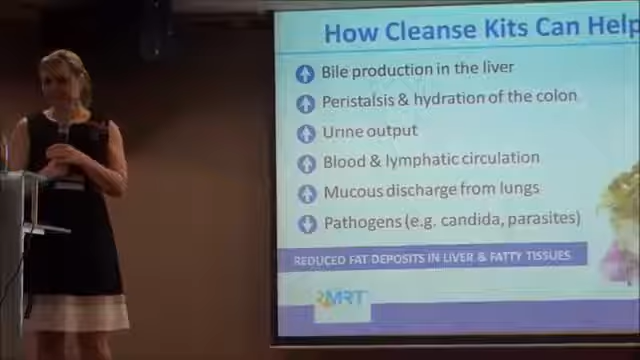 How Cleanse Kits Can Help
Bile production in the liver
Peristalsis & hydration of the colon
Urine output
Blood & lymphatic circulation
Mucous discharge from lungs
Pathogens (e.g. candida, parasites)
REDUCED FAT DEPOSITS IN LIVER & FATTY TISSUES
RMRT